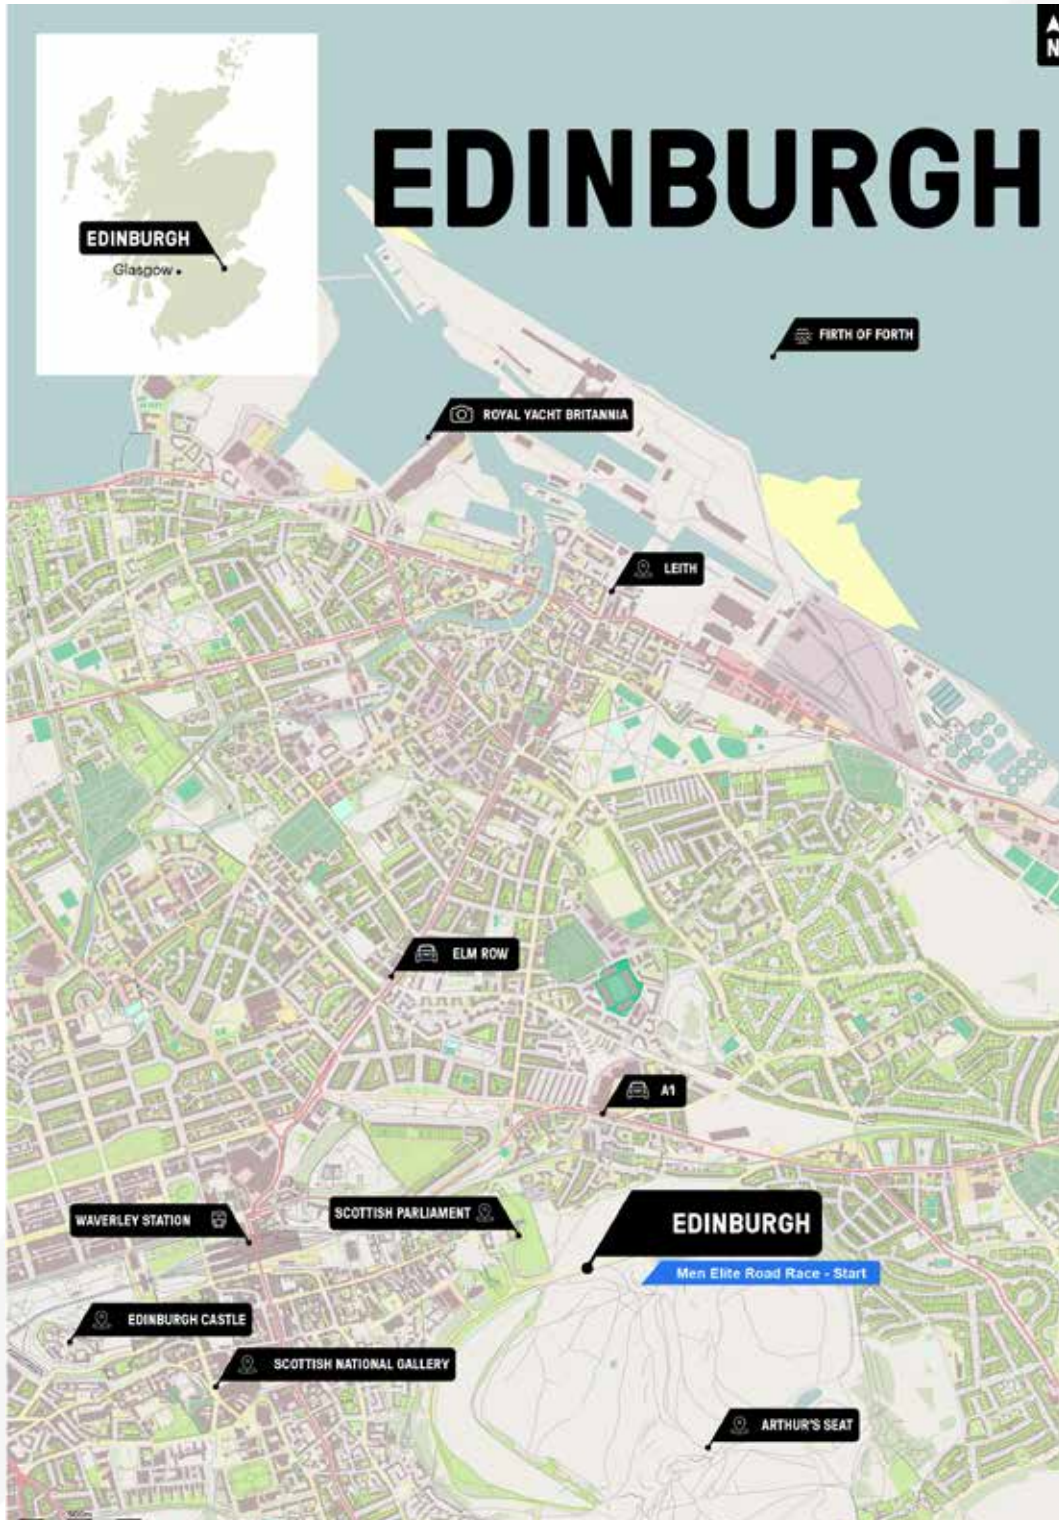 N
EDINBURGH
EDINBURGH
Glasgow
FIRTH OF FORTH
ROYAL YACHT BRITANNIA
LEITH
ELM ROW
A1
SCOTTISH PARLIAMENT
WAVERLEY STATION
EDINBURGH
Men Elite Road Race - Start
EDINBURGH CASTLE
SCOTTISH NATIONAL GALLERY
ARTHUR'S SEAT